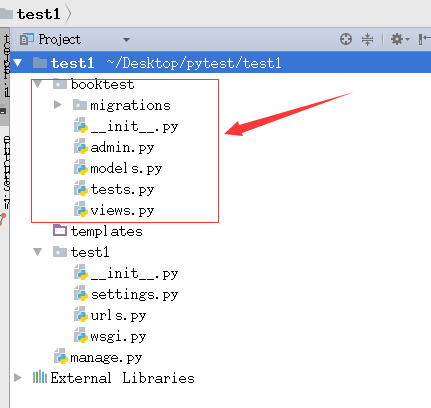 test1
Project
test1 ~/Desktop/pytest/test1
booktest
migrations
__init__.py
admin.py
models.py
tests.py
views.py
templates
test1
__init__.py
settings.py
urls.py
wsgi.py
manage.py
External Libraries